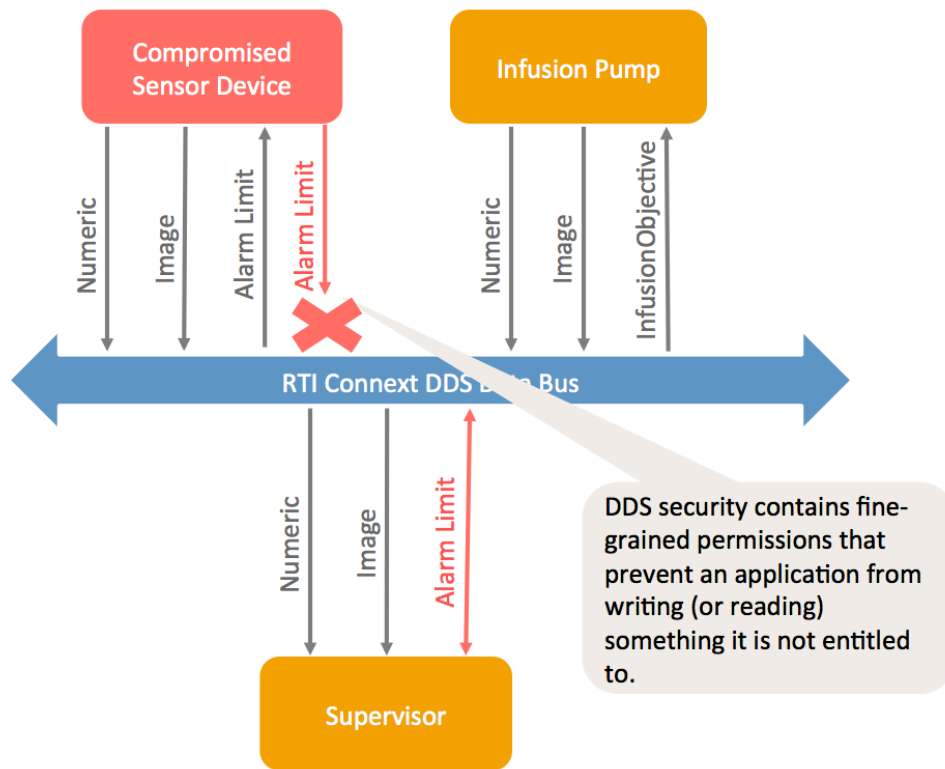 Compromised
Sensor Device
Infusion Pump
Numeric
Image
Alarm Limit
Alarm Limit
Numeric
Image
InfusionObjective
RTI Connext DDS Bus
Numeric
Image
Alarm Limit
DDS security contains fine-
grained permissions that
prevent an application from
writing (or reading)
something it is not entitled
to.
Supervisor